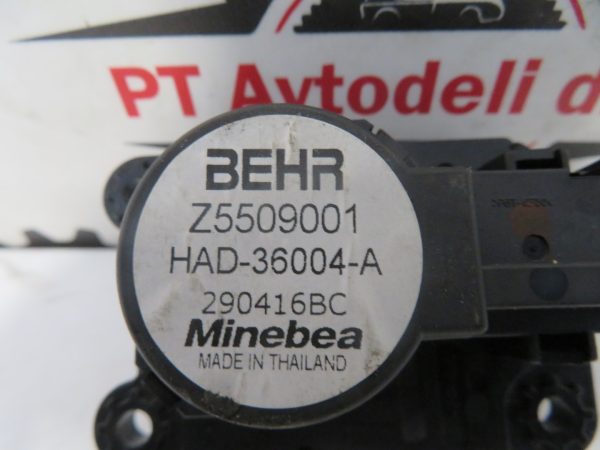 PT Avtodeli d
BEHR
Z5509001
HAD-36004-A
290416BC
Minebea
MADE IN THAILAND